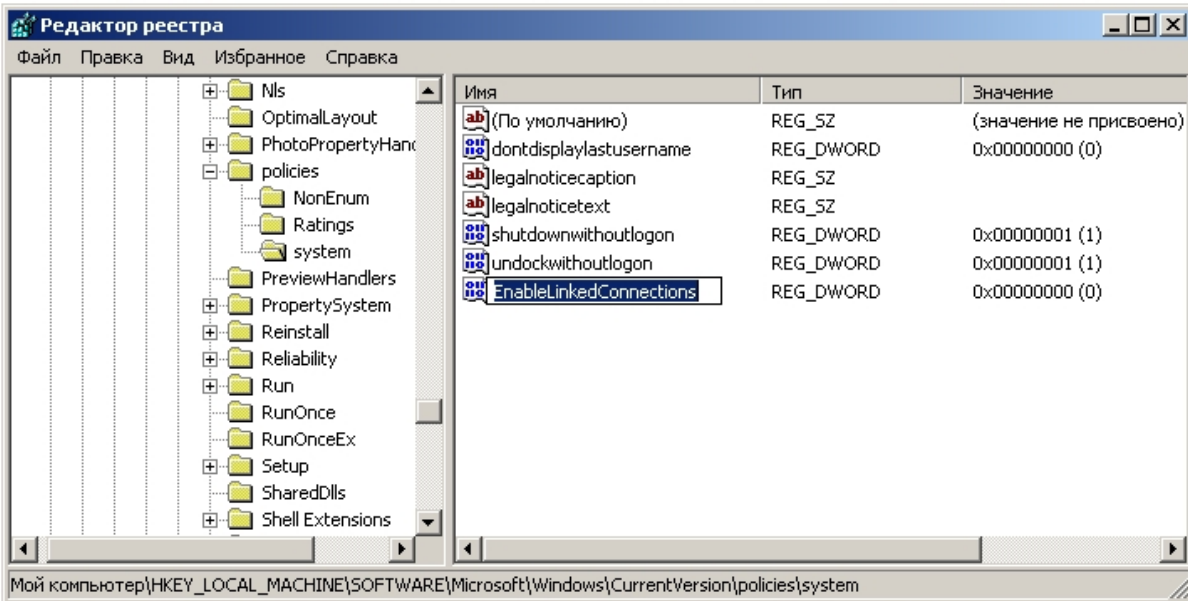 Редактор реестра
Файл Правка Вид Избранное Справка
Nls
OptimalLayout
PhotoPropertyHand
policies
NonEnum
Ratings
system
PreviewHandlers
PropertySystem
Reinstall
Reliability
Run
RunOnce
RunOnceEx
Setup
SharedDlls
Shell Extensions
Имя Тип Значение
(По умолчанию) REG_SZ (значение не присвоено)
dontdisplaylastusername REG_DWORD 0x00000000 (0)
legalnoticecaption REG_SZ
legalnoticetext REG_SZ
shutdownwithoutlogon REG_DWORD 0x00000001 (1)
undockwithoutlogon REG_DWORD 0x00000001 (1)
EnableLinkedConnections REG_DWORD 0x00000000 (0)
Мой компьютер\HKEY_LOCAL_MACHINE\SOFTWARE\Microsoft\Windows\CurrentVersion\policies\system